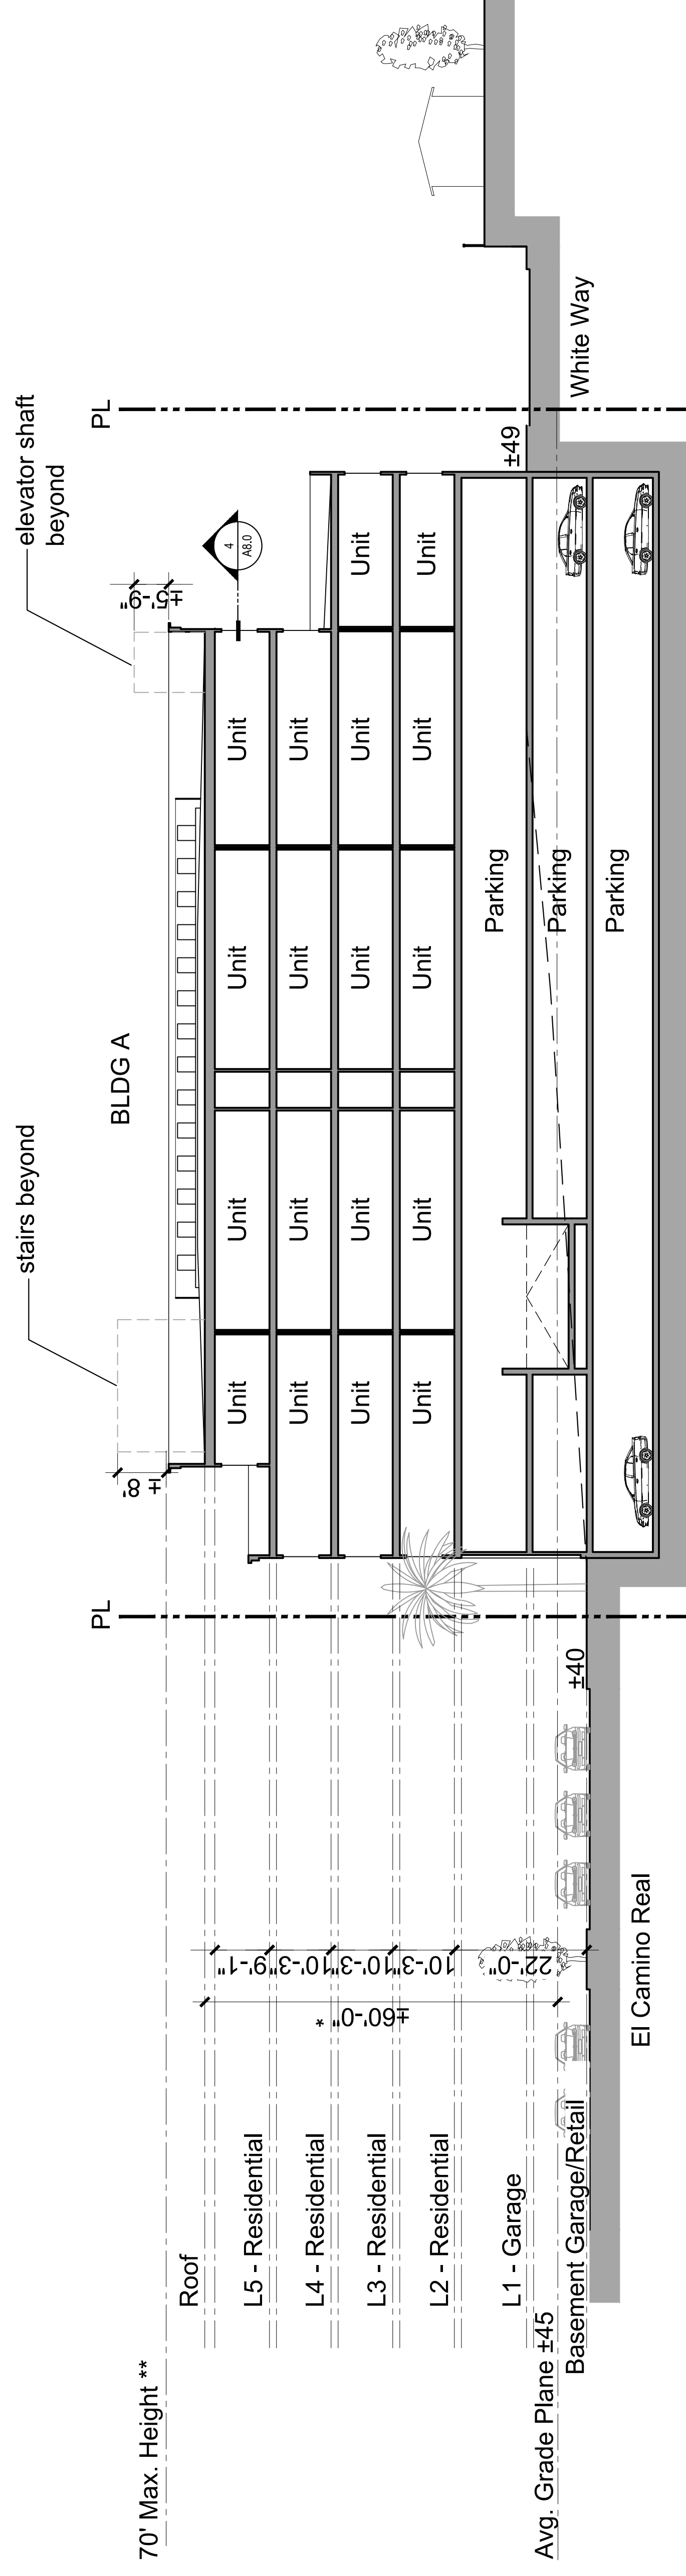 elevator shaft
beyond
stairs beyond
BLDG A
PL
PL
±5'-9"
± 8'
4
A8.0
70' Max. Height **
Roof
L5 - Residential
L4 - Residential
L3 - Residential
L2 - Residential
L1 - Garage
Avg. Grade Plane ±45
Basement Garage/Retail
9'-1"
10'-3"
10'-3"
10'-3"
22'-0"
±60'-0" *
Unit Unit Unit Unit
Unit Unit Unit Unit
Unit Unit Unit Unit Unit
Unit Unit Unit Unit Unit
Parking
Parking
Parking
±40
±49
El Camino Real
White Way